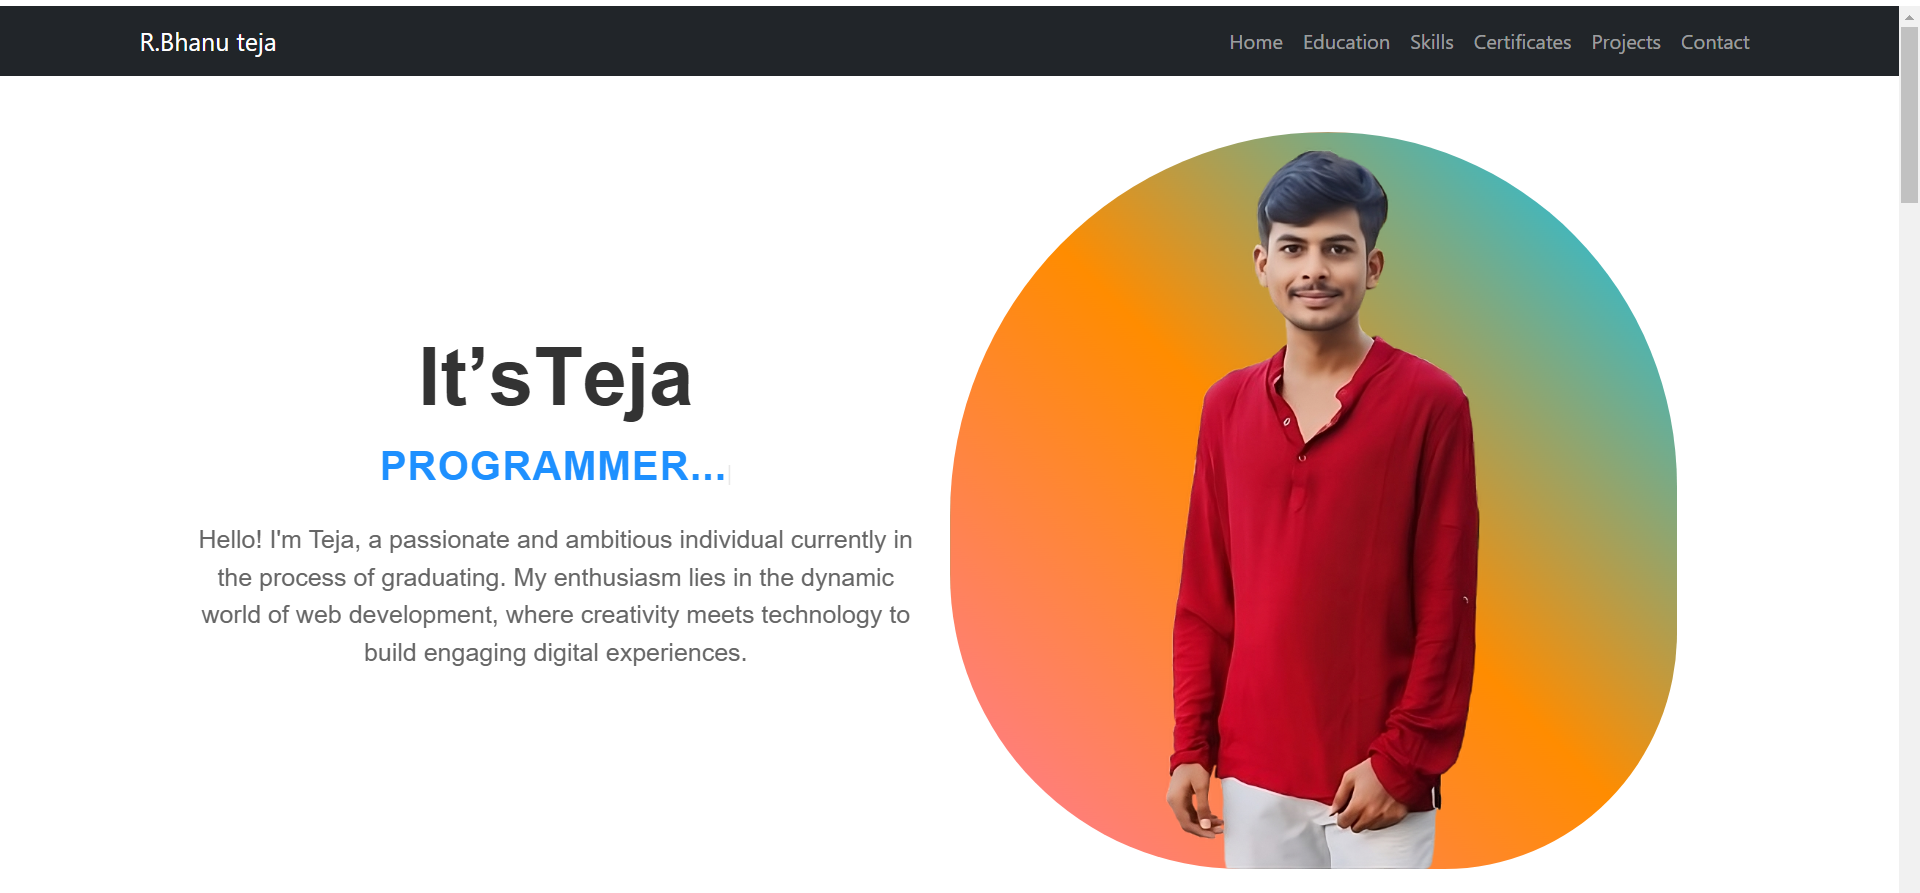 R.Bhanu teja
Home Education Skills Certificates Projects Contact
It’sTeja
PROGRAMMER...
Hello! I'm Teja, a passionate and ambitious individual currently in
the process of graduating. My enthusiasm lies in the dynamic
world of web development, where creativity meets technology to
build engaging digital experiences.